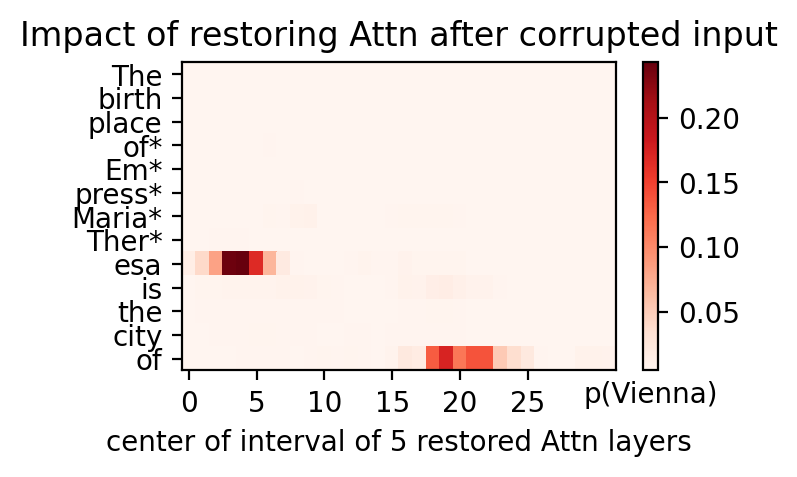 Impact of restoring Attn after corrupted input
The
birth
place
of*
Em*
press*
Maria*
Ther*
esa
is
the
city
of
0 5 10 15 20 25
center of interval of 5 restored Attn layers
0.20
0.15
0.10
0.05
p(Vienna)